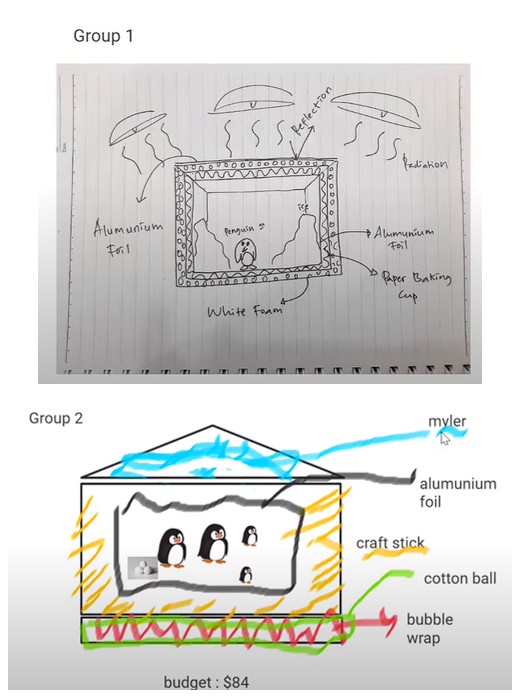 Group 1
Reflection
Radiation
Alumunium
Foil
Penguin
ice
Alumunium
Foil
Paper Baking
Cup
White Foam
Group 2
myler
alumunium
foil
craft stick
cotton ball
bubble
wrap
budget : $84